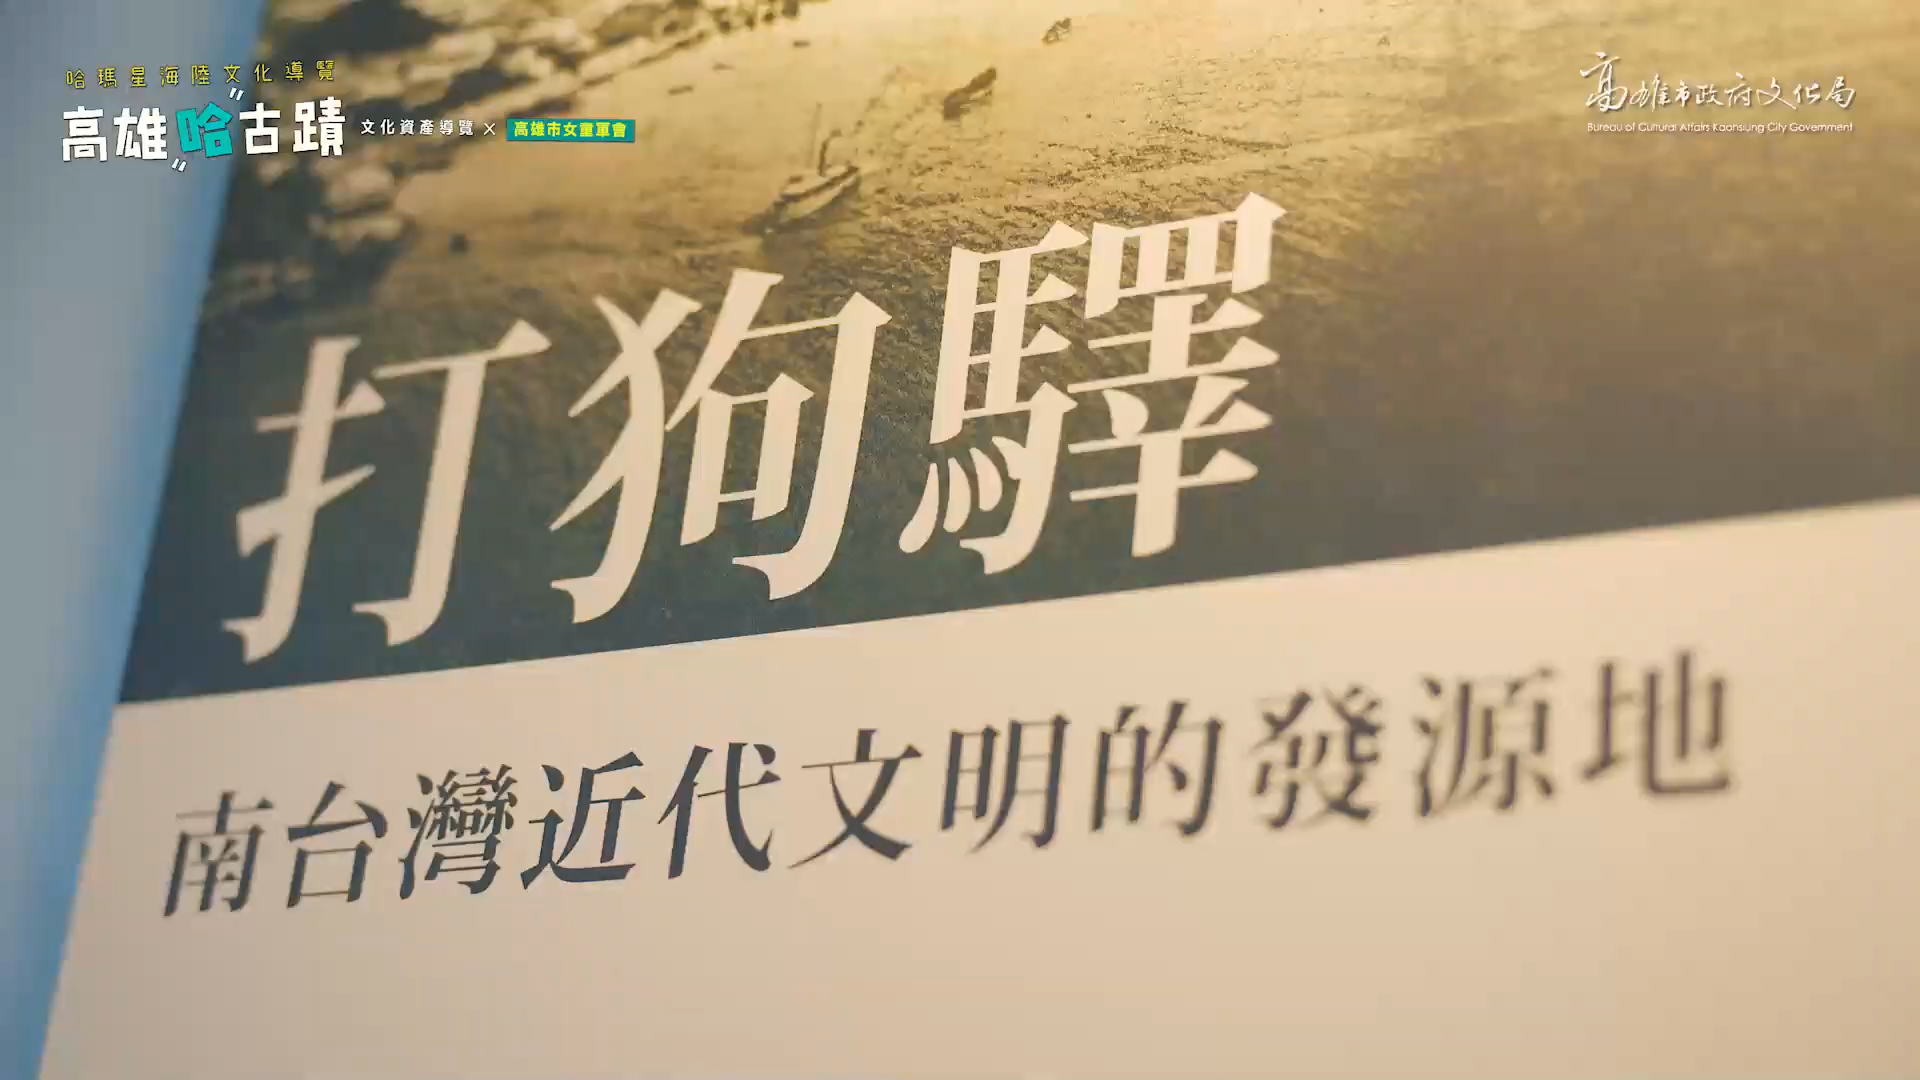 哈瑪星海陸文化導覽
高雄"哈"古蹟
文化資產導覽 × 高雄市女童軍會
高雄市政府文化局
Bureau of Cultural Affairs Kaohsiung City Government
打狗驛
南台灣近代文明的發源地